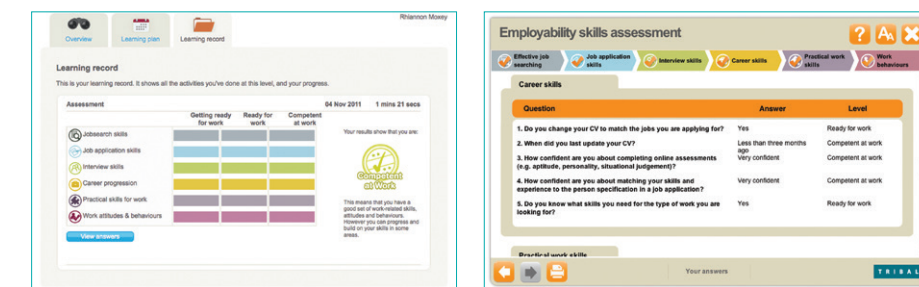 Rhiannon Moxey
Overview
Learning plan
Learning record
Learning record
This is your learning record. It shows all the activities you've done at this level, and your progress.
Assessment
04 Nov 2011 1 mins 21 secs
Getting ready for work
Ready for work
Competent at work
Jobsearch skills
Job application skills
Interview skills
Career progression
Practical skills for work
Work attitudes & behaviours
View answers
Your results show that you are:
Competent
at Work
This means that you have a
good set of work-related skills,
attitudes and behaviours.
However you can progress and
build on your skills in some
areas.
Employability skills assessment
? AA X
Effective job searching
Job application skills
Interview skills
Career skills
Practical work skills
Work behaviours
Career skills
Question Answer Level
1. Do you change your CV to match the jobs you are applying for? Yes Ready for work
2. When did you last update your CV? Less than three months ago Competent at work
3. How confident are you about completing online assessments (e.g. aptitude, personality, situational judgement)? Very confident Competent at work
4. How confident are you about matching your skills and experience to the person specification in a job application? Very confident Competent at work
5. Do you know what skills you need for the type of work you are looking for? Yes Ready for work
Practical work skills
Your answers
TRIBAL